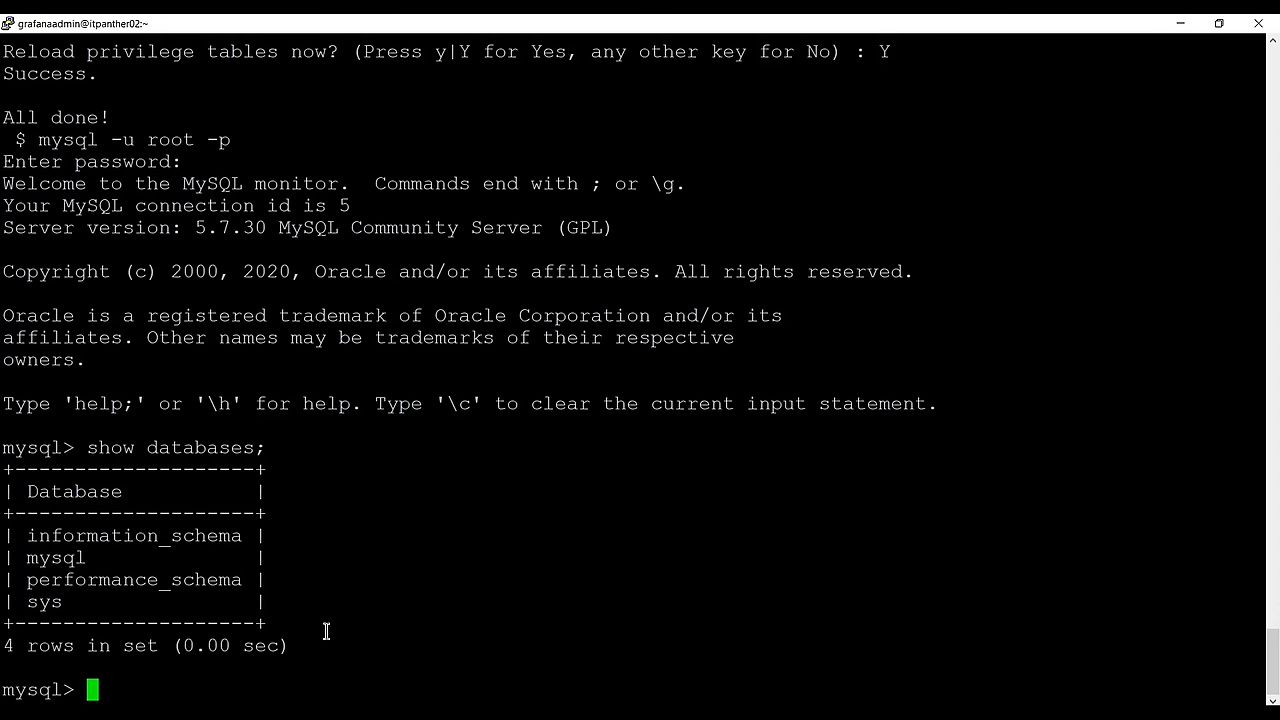 grafanaadmin@itpanther02:~
Reload privilege tables now? (Press y|Y for Yes, any other key for No) : Y
Success.
All done!
$ mysql -u root -p
Enter password:
Welcome to the MySQL monitor.  Commands end with ; or \g.
Your MySQL connection id is 5
Server version: 5.7.30 MySQL Community Server (GPL)
Copyright (c) 2000, 2020, Oracle and/or its affiliates. All rights reserved.
Oracle is a registered trademark of Oracle Corporation and/or its
affiliates. Other names may be trademarks of their respective
owners.
Type 'help;' or '\h' for help. Type '\c' to clear the current input statement.
mysql> show databases;
+--------------------+
| Database           |
+--------------------+
| information_schema |
| mysql              |
| performance_schema |
| sys                |
+--------------------+
4 rows in set (0.00 sec)
mysql>